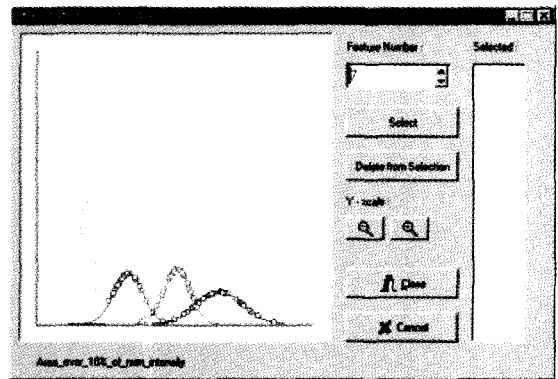 Feature Number :
Selected
7
Select
Delete from Selection
Y - scale
Close
Cancel
Area_over_10%_of_max_intensity